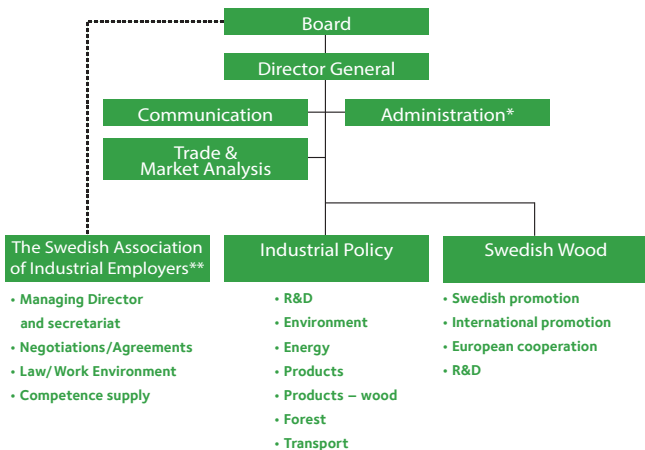 Board
Director General
Communication
Administration*
Trade &
Market Analysis
The Swedish Association
of Industrial Employers**
• Managing Director
and secretariat
• Negotiations/Agreements
• Law/Work Environment
• Competence supply
Industrial Policy
• R&D
• Environment
• Energy
• Products
• Products – wood
• Forest
• Transport
Swedish Wood
• Swedish promotion
• International promotion
• European cooperation
• R&D